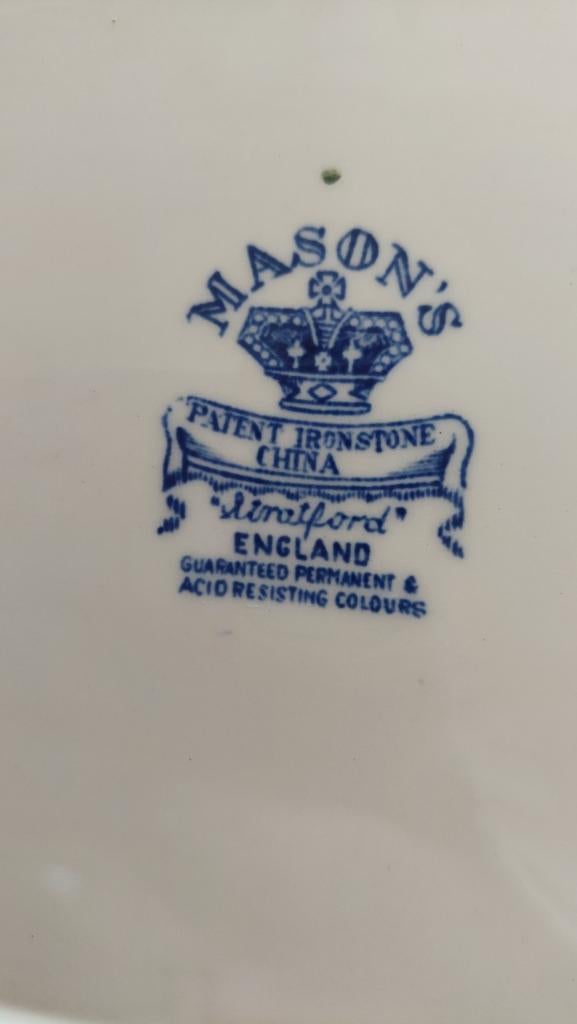 MASON'S
PATENT IRONSTONE
CHINA
"Stratford"
ENGLAND
GUARANTEED PERMANENT &
ACID RESISTING COLOURS